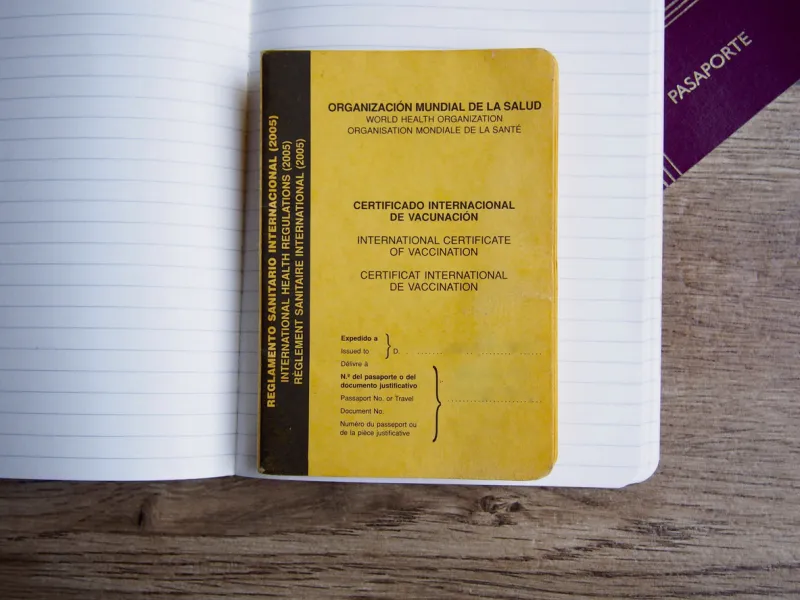 REGLAMENTO SANITARIO INTERNACIONAL (2005)
INTERNATIONAL HEALTH REGULATIONS (2005)
RÈGLEMENT SANITAIRE INTERNATIONAL (2005)
ORGANIZACIÓN MUNDIAL DE LA SALUD
WORLD HEALTH ORGANIZATION
ORGANISATION MONDIALE DE LA SANTÉ
CERTIFICADO INTERNACIONAL
DE VACUNACIÓN
INTERNATIONAL CERTIFICATE
OF VACCINATION
CERTIFICAT INTERNATIONAL
DE VACCINATION
Expedido a
Issued to
D.
Délivre à
N.º del pasaporte o del
documento justificativo
Passaport No. or Travel
Document No.
Numéro du passeport ou
de la pièce justificative
PASAPORTE